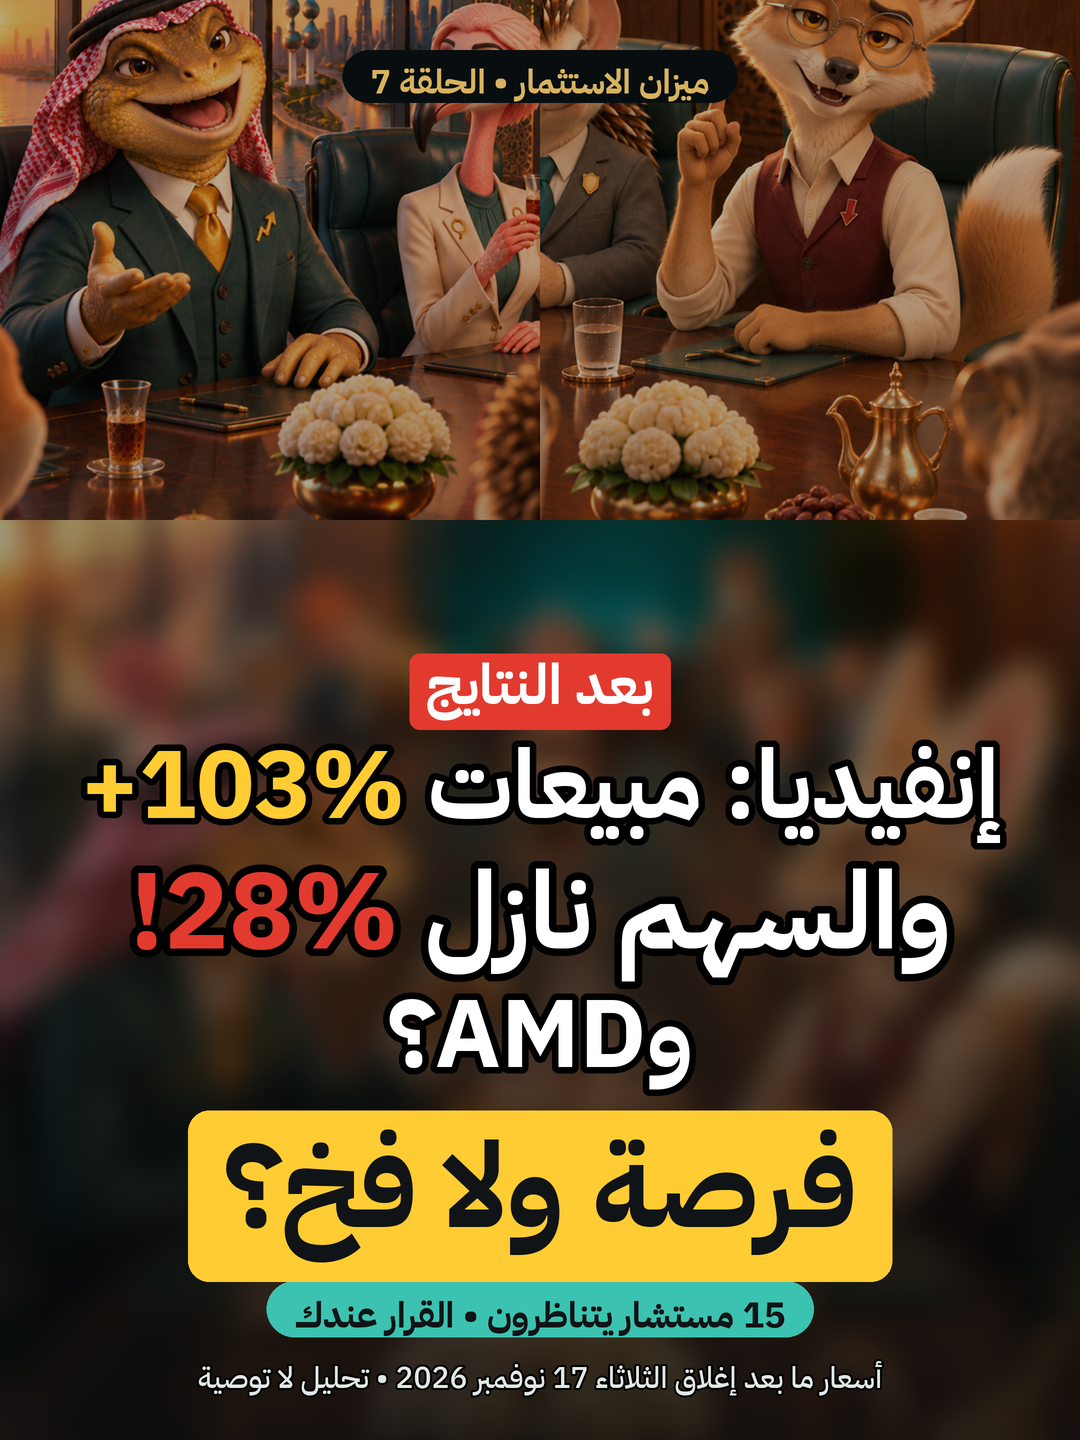 ميزان الاستثمار • الحلقة 7
بعد النتايج
إنفيديا: مبيعات 103%+
والسهم نازل 28%!
وAMD؟
فرصة ولا فخ؟
15 مستشار يتناظرون • القرار عندك
أسعار ما بعد إغلاق الثلاثاء 17 نوفمبر 2026 • تحليل لا توصية